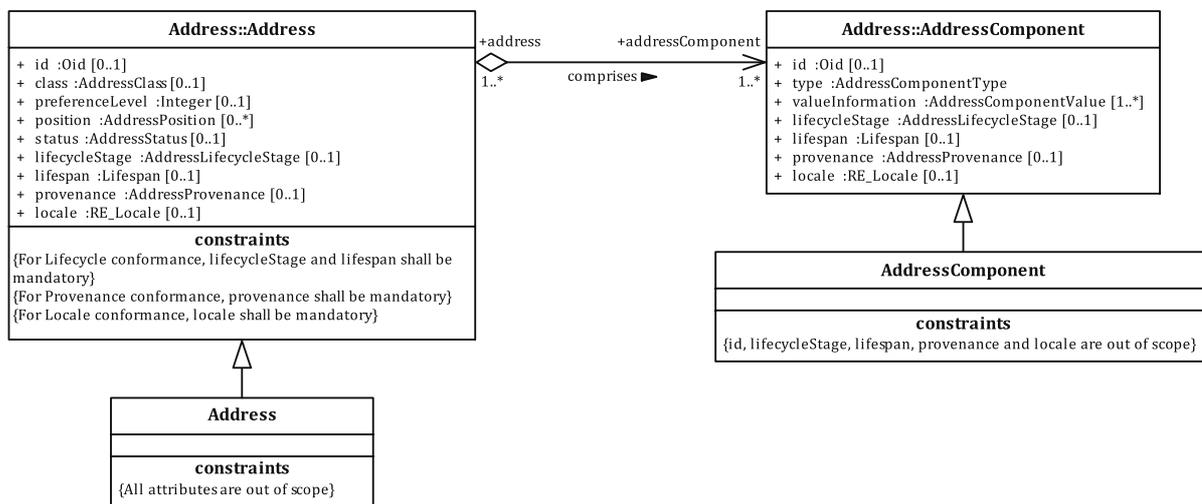 Address::Address
+ id :Oid [0..1]
+ class :AddressClass [0..1]
+ preferenceLevel :Integer [0..1]
+ position :AddressPosition [0..*]
+ status :AddressStatus [0..1]
+ lifecycleStage :AddressLifecycleStage [0..1]
+ lifespan :Lifespan [0..1]
+ provenance :AddressProvenance [0..1]
+ locale :RE_Locale [0..1]
constraints
{For Lifecycle conformance, lifecycleStage and lifespan shall be
mandatory}
{For Provenance conformance, provenance shall be mandatory}
{For Locale conformance, locale shall be mandatory}
+address
+addressComponent
1..*
comprises
1..*
Address::AddressComponent
+ id :Oid [0..1]
+ type :AddressComponentType
+ valueInformation :AddressComponentValue [1..*]
+ lifecycleStage :AddressLifecycleStage [0..1]
+ lifespan :Lifespan [0..1]
+ provenance :AddressProvenance [0..1]
+ locale :RE_Locale [0..1]
AddressComponent
constraints
{id, lifecycleStage, lifespan, provenance and locale are out of scope}
Address
constraints
{All attributes are out of scope}